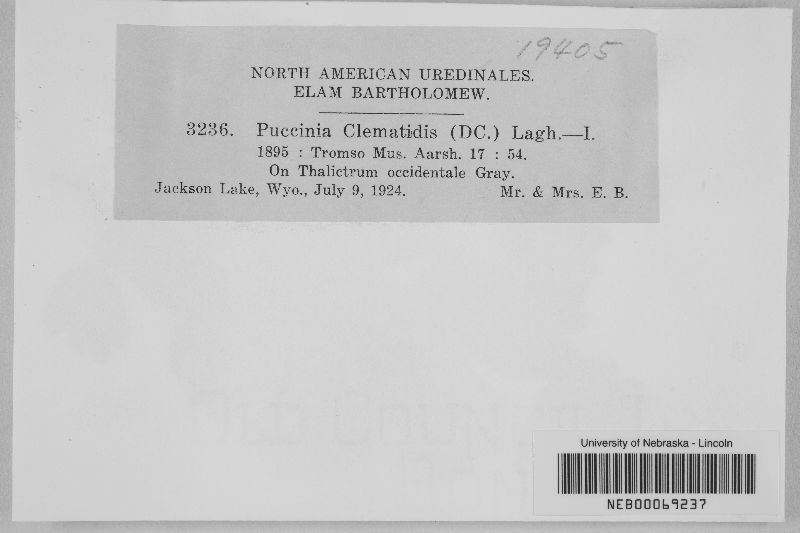 19405
NORTH AMERICAN UREDINALES.
ELAM BARTHOLOMEW.
3236. Puccinia Clematidis (DC.) Lagh.—I.
1895 : Tromso Mus. Aarsh. 17 : 54.
On Thalictrum occidentale Gray.
Jackson Lake, Wyo., July 9, 1924. Mr. & Mrs. E. B.
University of Nebraska - Lincoln
NEB00069237